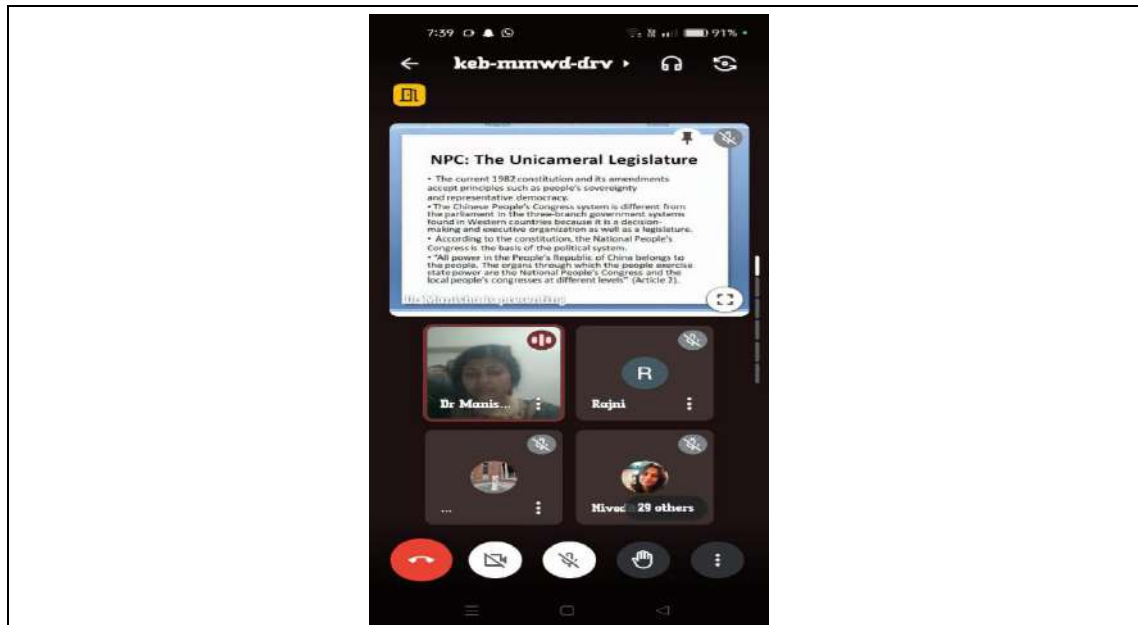 7:39 91%
keb-mmwd-drv
NPC: The Unicameral Legislature
• The current 1982 constitution and its amendments
accept principles such as people's sovereignty
and representative democracy.
• The Chinese People's Congress system is different from
the parliament in the three-branch government systems
found in Western countries because it is a decision-
making and executive organization as well as a legislature.
• According to the constitution, the National People's
Congress is the basis of the political system.
• "All power in the People's Republic of China belongs to
the people. The organs through which the people exercise
state power are the National People's Congress and the
local people's congresses at different levels" (Article 2).
Dr Manisha is presenting
R
Dr Manis...
Rajni
...
29 others